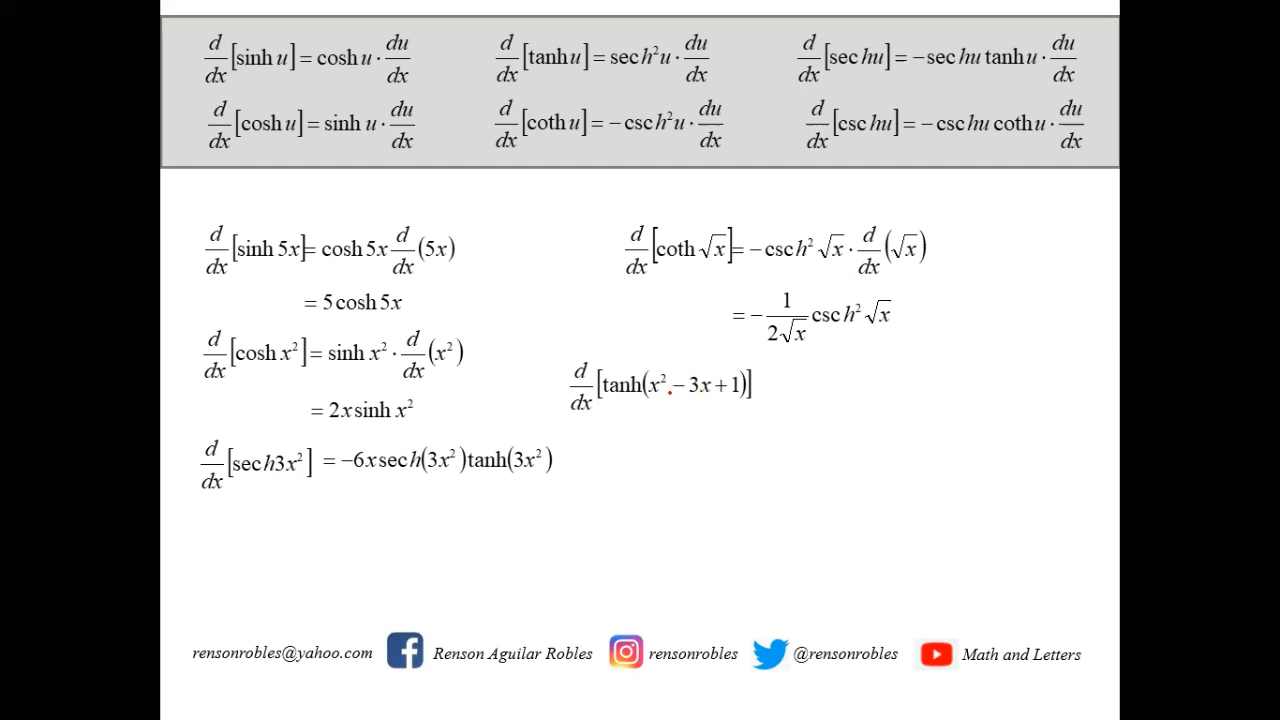 d/dx [sinh u] = cosh u · du/dx
d/dx [tanh u] = sec h²u · du/dx
d/dx [sec hu] = −sec hu tanh u · du/dx
d/dx [cosh u] = sinh u · du/dx
d/dx [coth u] = −csc h²u · du/dx
d/dx [csc hu] = −csc hu coth u · du/dx
d/dx [sinh 5x] = cosh 5x d/dx (5x)
= 5 cosh 5x
d/dx [cosh x²] = sinh x² · d/dx (x²)
= 2x sinh x²
d/dx [sec h3x²] = −6x sec h(3x²) tanh(3x²)
d/dx [coth √x] = −csc h² √x · d/dx (√x)
= − 1/(2√x) csc h² √x
d/dx [tanh(x² − 3x + 1)]
rensonrobles@yahoo.com
Renson Aguilar Robles
rensonrobles
@rensonrobles
Math and Letters